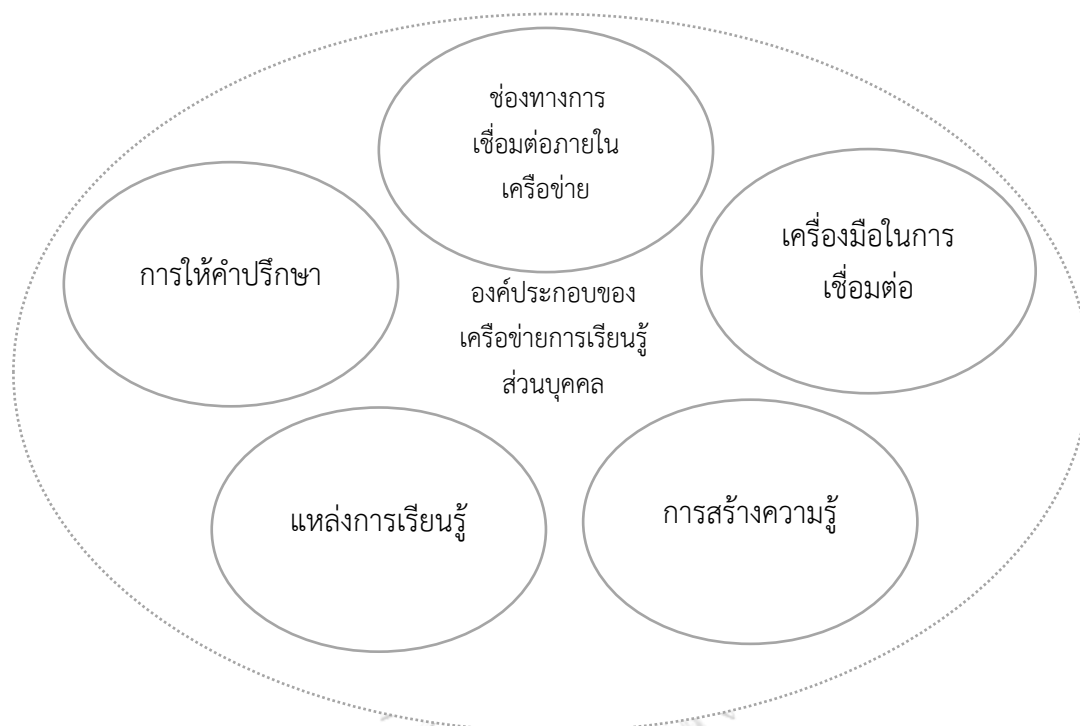 ช่องทางการ
เชื่อมต่อภายใน
เครือข่าย
เครื่องมือในการ
เชื่อมต่อ
การให้คำปรึกษา
องค์ประกอบของ
เครือข่ายการเรียนรู้
ส่วนบุคคล
แหล่งการเรียนรู้
การสร้างความรู้